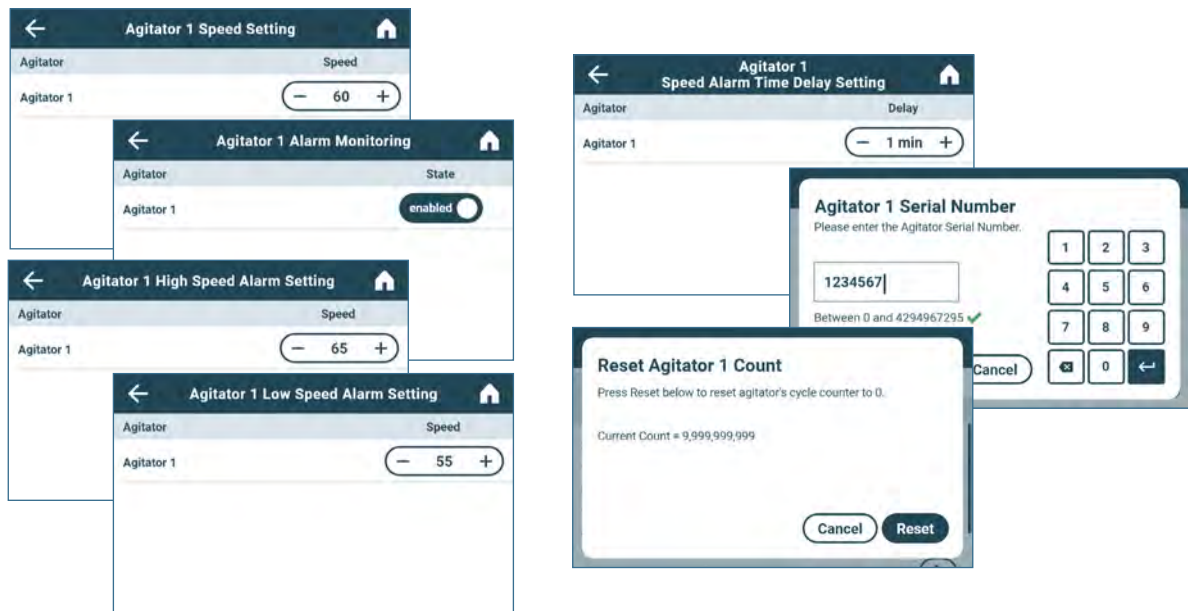 Agitator 1 Speed Setting
Agitator Speed
Agitator 1 − 60 +
Agitator 1 Alarm Monitoring
Agitator State
Agitator 1 enabled
Agitator 1 High Speed Alarm Setting
Agitator Speed
Agitator 1 − 65 +
Agitator 1 Low Speed Alarm Setting
Agitator Speed
Agitator 1 − 55 +
Agitator 1
Speed Alarm Time Delay Setting
Agitator Delay
Agitator 1 − 1 min +
Agitator 1 Serial Number
Please enter the Agitator Serial Number.
1234567
Between 0 and 4294967295
Cancel
1 2 3
4 5 6
7 8 9
0
Reset Agitator 1 Count
Press Reset below to reset agitator's cycle counter to 0.
Current Count = 9,999,999,999
Cancel Reset